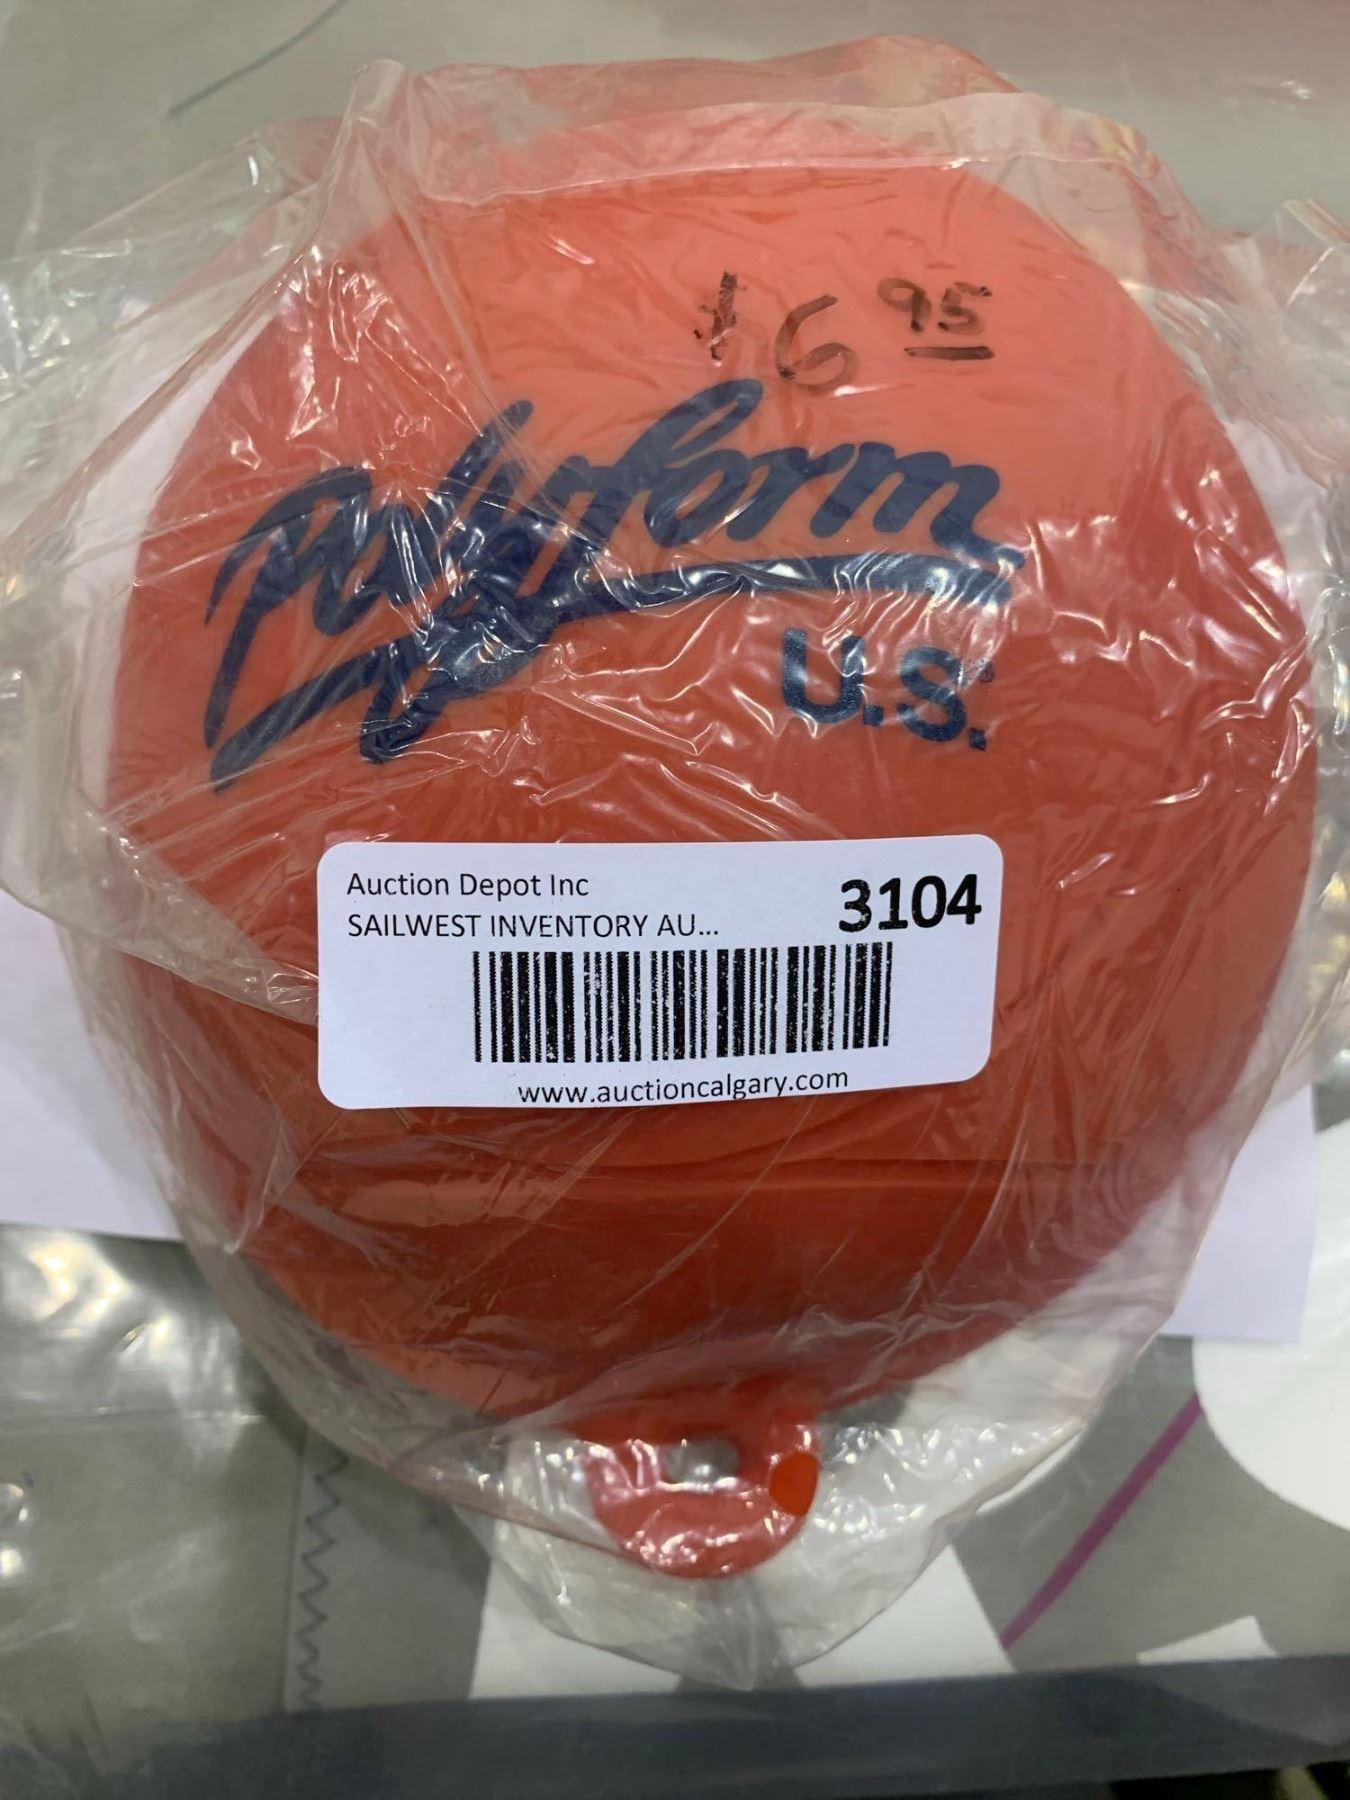 $6 95
Polyform
U.S.
Auction Depot Inc
SAILWEST INVENTORY AU...
3104
www.auctioncalgary.com